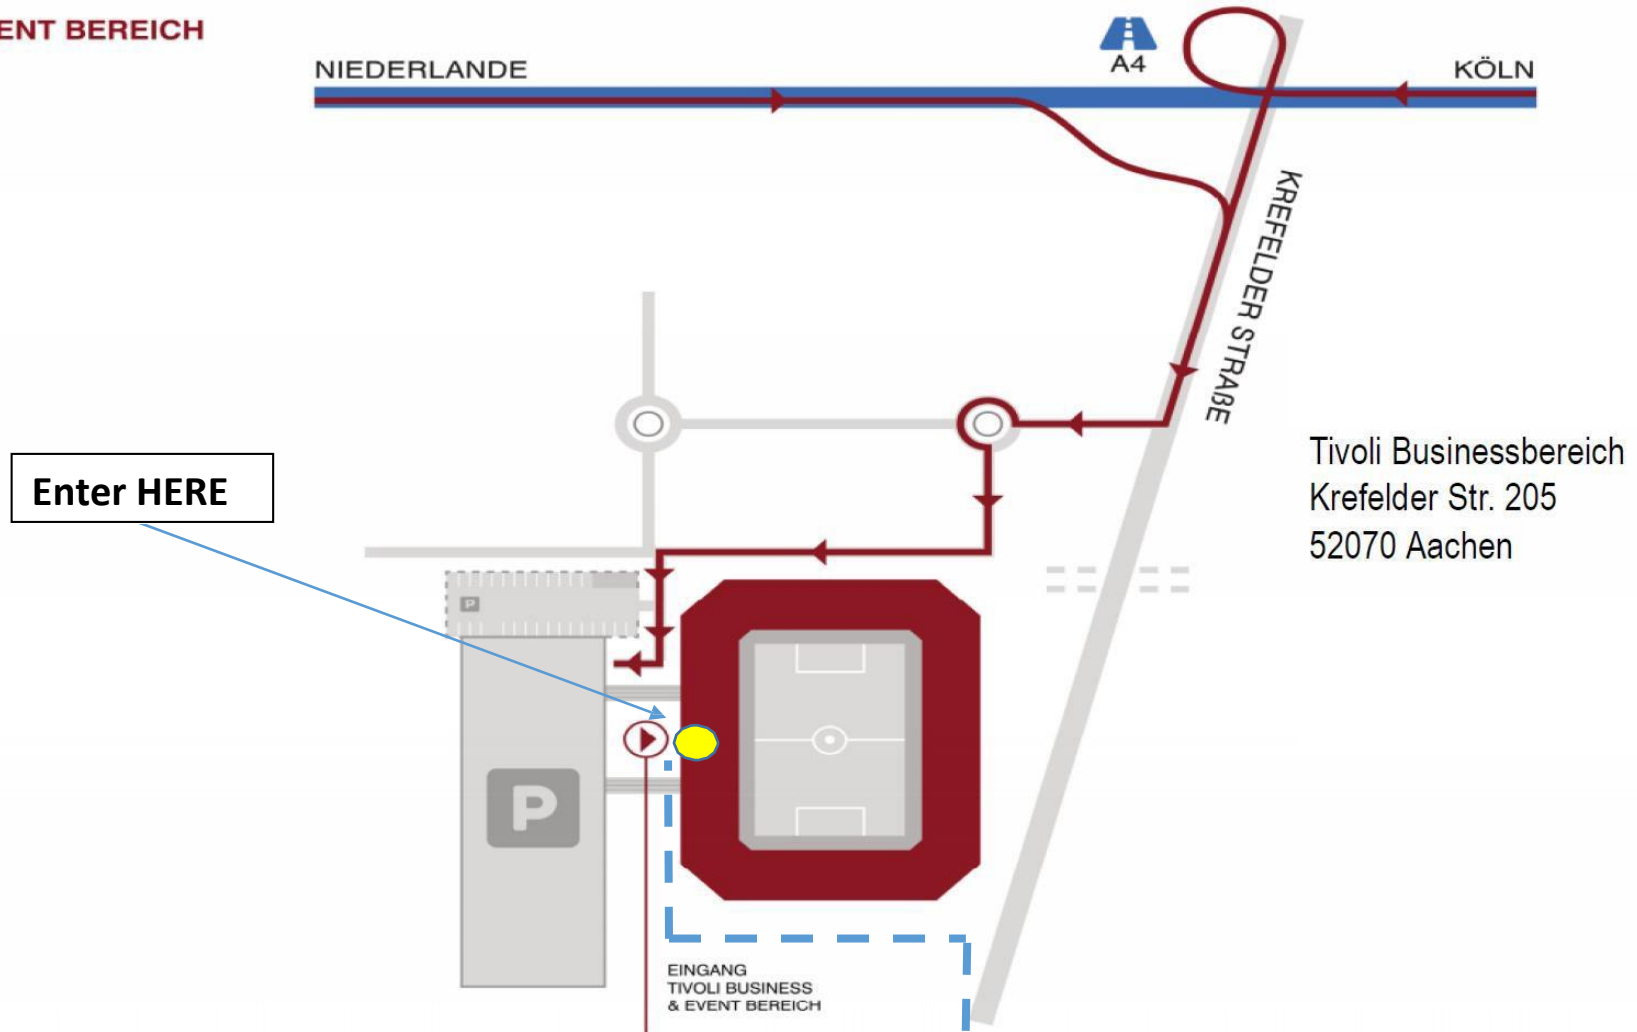 ENT BEREICH
NIEDERLANDE
A4
KÖLN
KREFELDER STRAßE
Enter HERE
Tivoli Businessbereich
Krefelder Str. 205
52070 Aachen
P
P
EINGANG
TIVOLI BUSINESS
& EVENT BEREICH